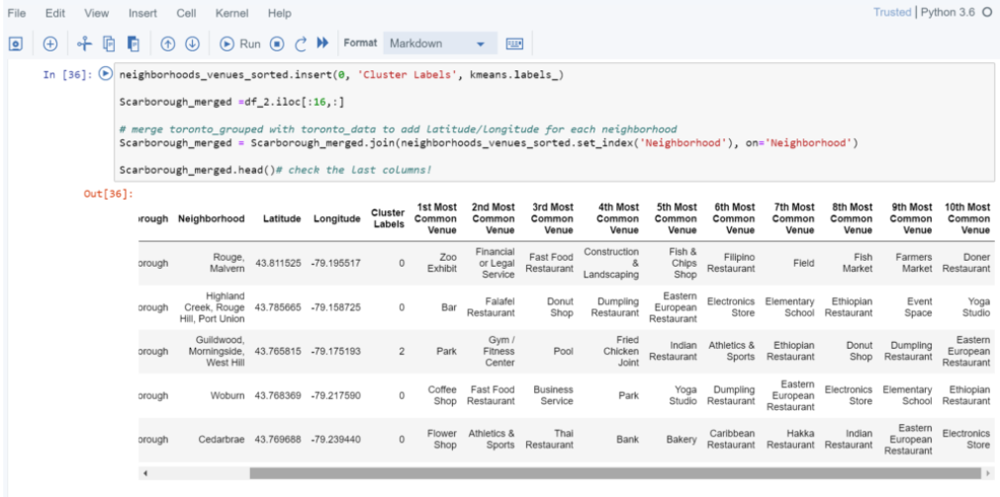 File Edit View Insert Cell Kernel Help Trusted | Python 3.6
Run Format Markdown
In [36]: neighborhoods_venues_sorted.insert(0, 'Cluster Labels', kmeans.labels_)
Scarborough_merged =df_2.iloc[:16,:]
# merge toronto_grouped with toronto_data to add latitude/longitude for each neighborhood
Scarborough_merged = Scarborough_merged.join(neighborhoods_venues_sorted.set_index('Neighborhood'), on='Neighborhood')
Scarborough_merged.head()# check the last columns!
Out[36]:
orough Neighborhood Latitude Longitude Cluster Labels 1st Most Common Venue 2nd Most Common Venue 3rd Most Common Venue 4th Most Common Venue 5th Most Common Venue 6th Most Common Venue 7th Most Common Venue 8th Most Common Venue 9th Most Common Venue 10th Most Common Venue
orough Rouge, Malvern 43.811525 -79.195517 0 Zoo Exhibit Financial or Legal Service Fast Food Restaurant Construction & Landscaping Fish & Chips Shop Filipino Restaurant Field Fish Market Farmers Market Doner Restaurant
orough Highland Creek, Rouge Hill, Port Union 43.785665 -79.158725 0 Bar Falafel Restaurant Donut Shop Dumpling Restaurant Eastern European Restaurant Electronics Store Elementary School Ethiopian Restaurant Event Space Yoga Studio
orough Guildwood, Morningside, West Hill 43.765815 -79.175193 2 Park Gym / Fitness Center Pool Fried Chicken Joint Indian Restaurant Athletics & Sports Ethiopian Restaurant Donut Shop Dumpling Restaurant Eastern European Restaurant
orough Woburn 43.768369 -79.217590 0 Coffee Shop Fast Food Restaurant Business Service Park Yoga Studio Dumpling Restaurant Eastern European Restaurant Electronics Store Elementary School Ethiopian Restaurant
orough Cedarbrae 43.769688 -79.239440 0 Flower Shop Athletics & Sports Thai Restaurant Bank Bakery Caribbean Restaurant Hakka Restaurant Indian Restaurant Eastern European Restaurant Electronics Store